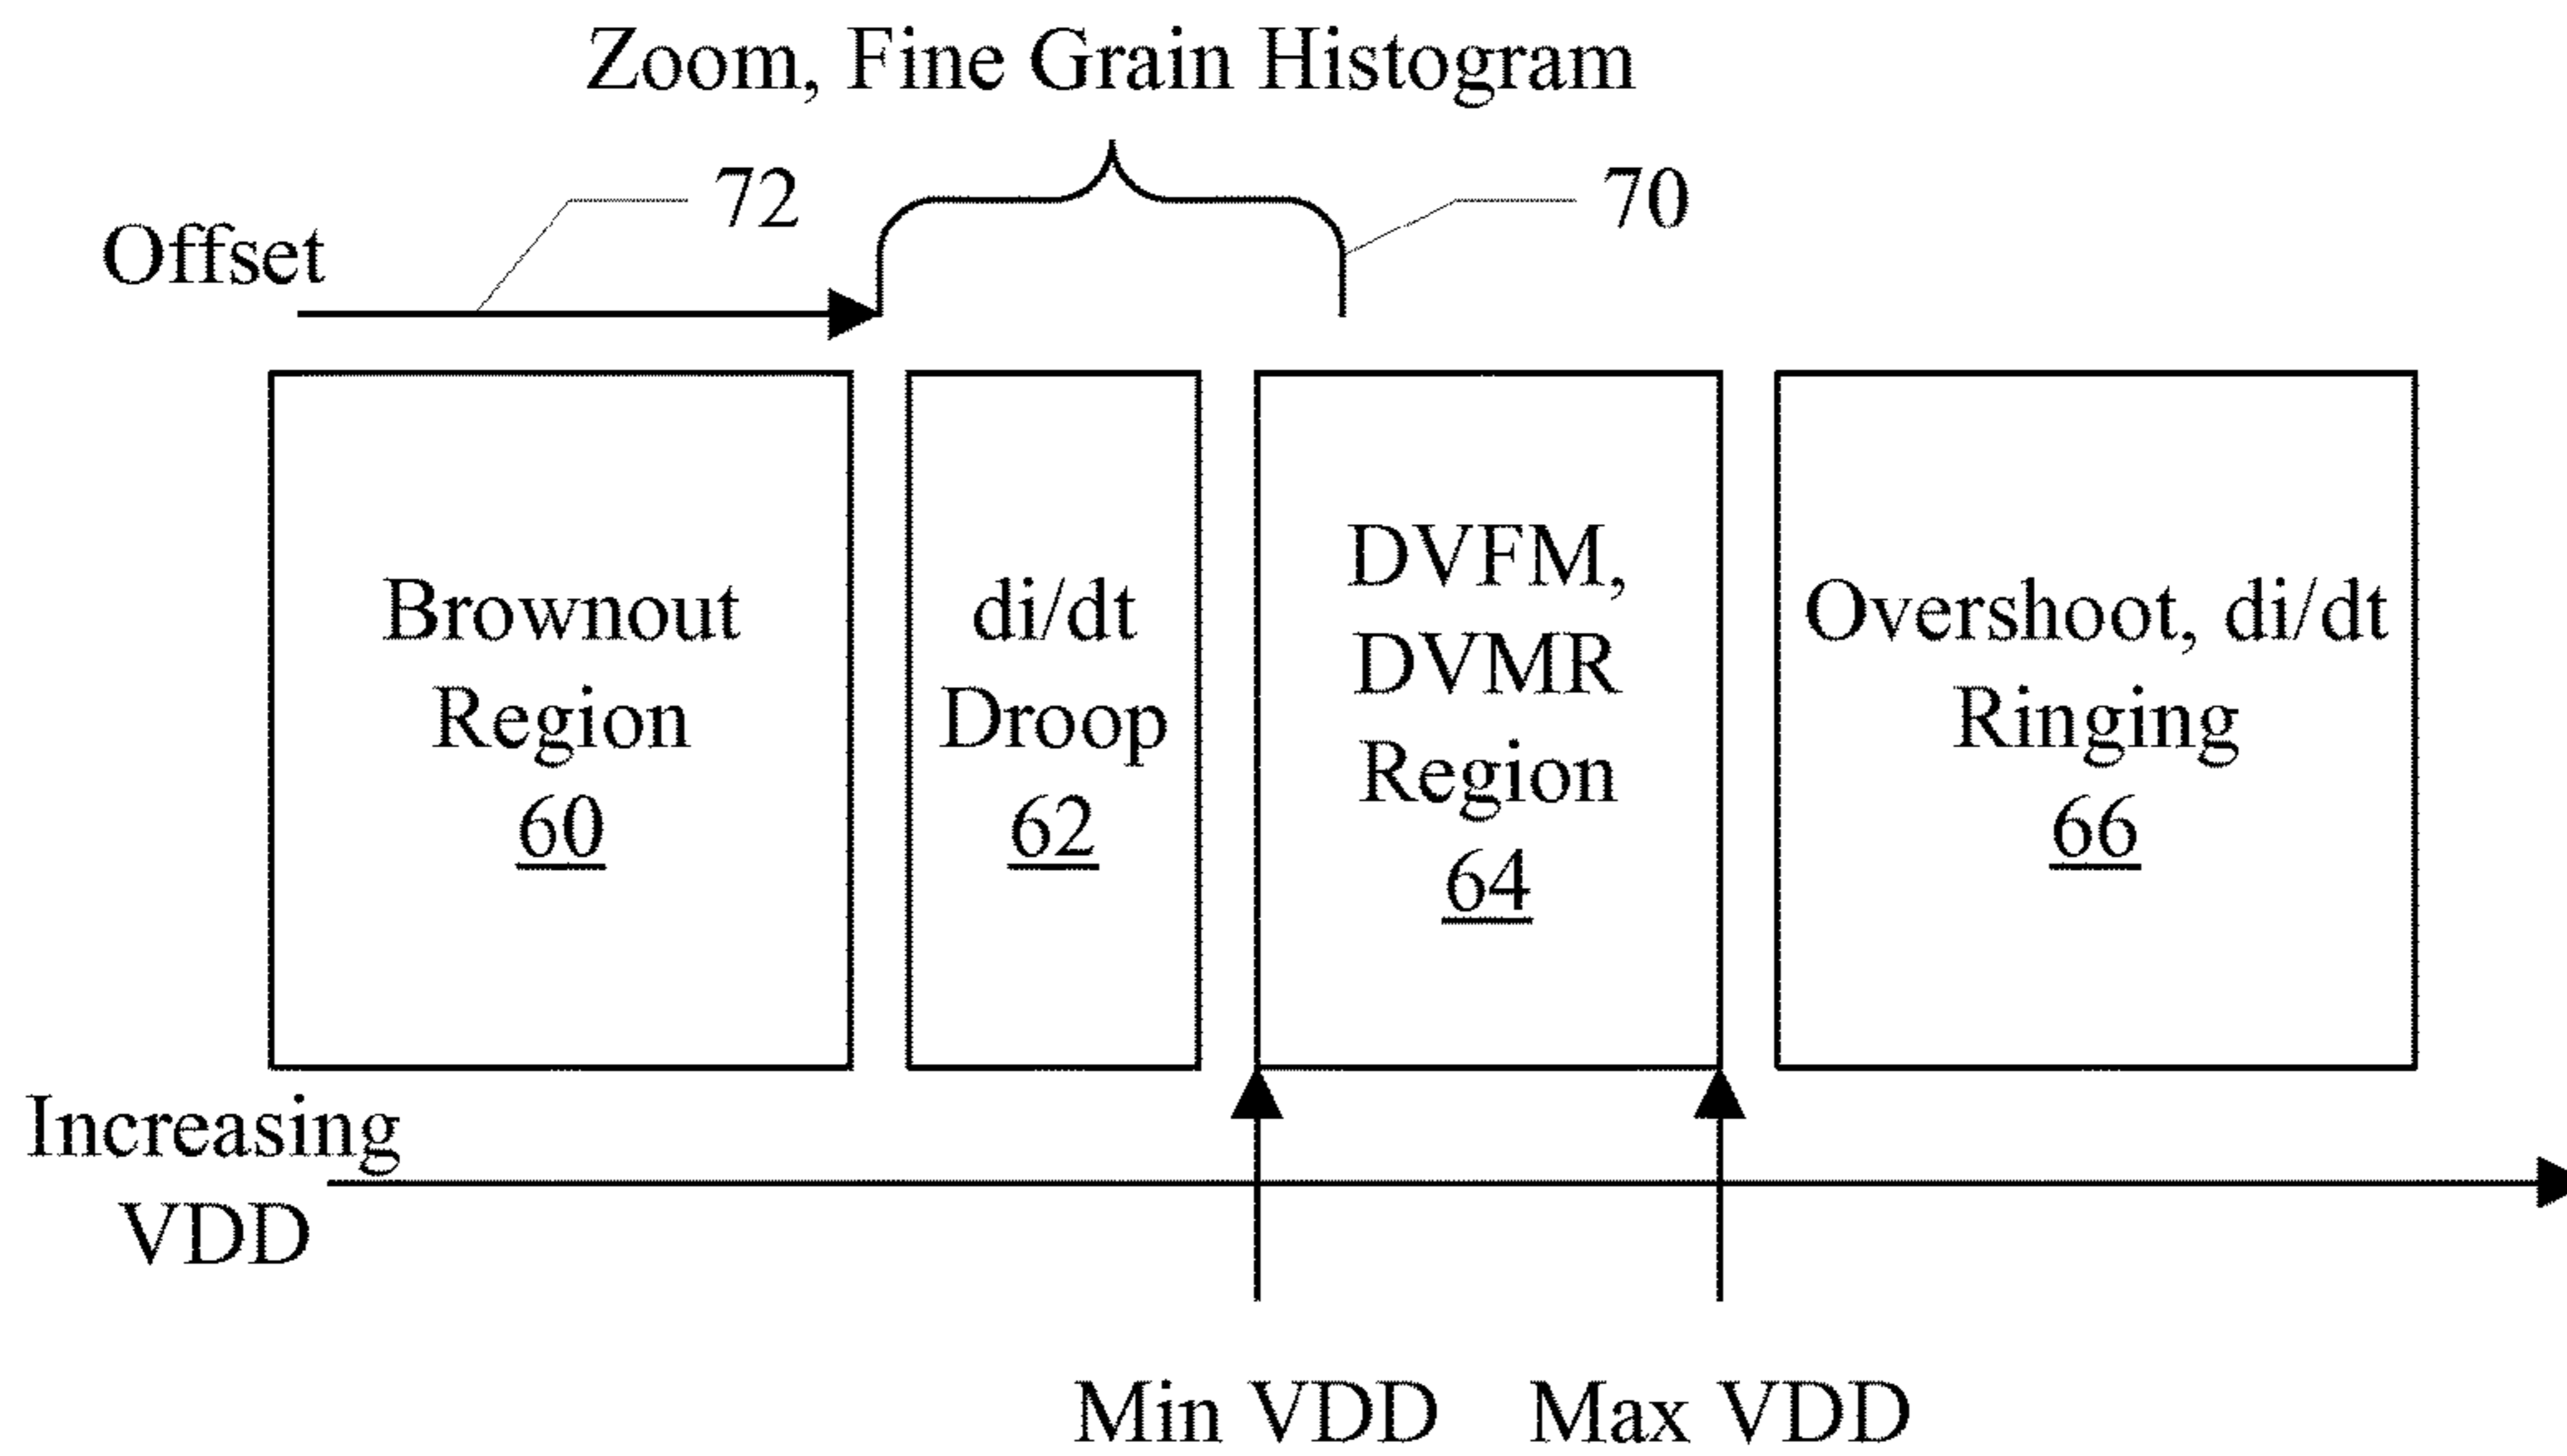 Zoom, Fine Grain Histogram
72
70
Offset
Brownout
Region
60
di/dt
Droop
62
DVFM,
DVMR
Region
64
Overshoot, di/dt
Ringing
66
Increasing
VDD
Min VDD
Max VDD